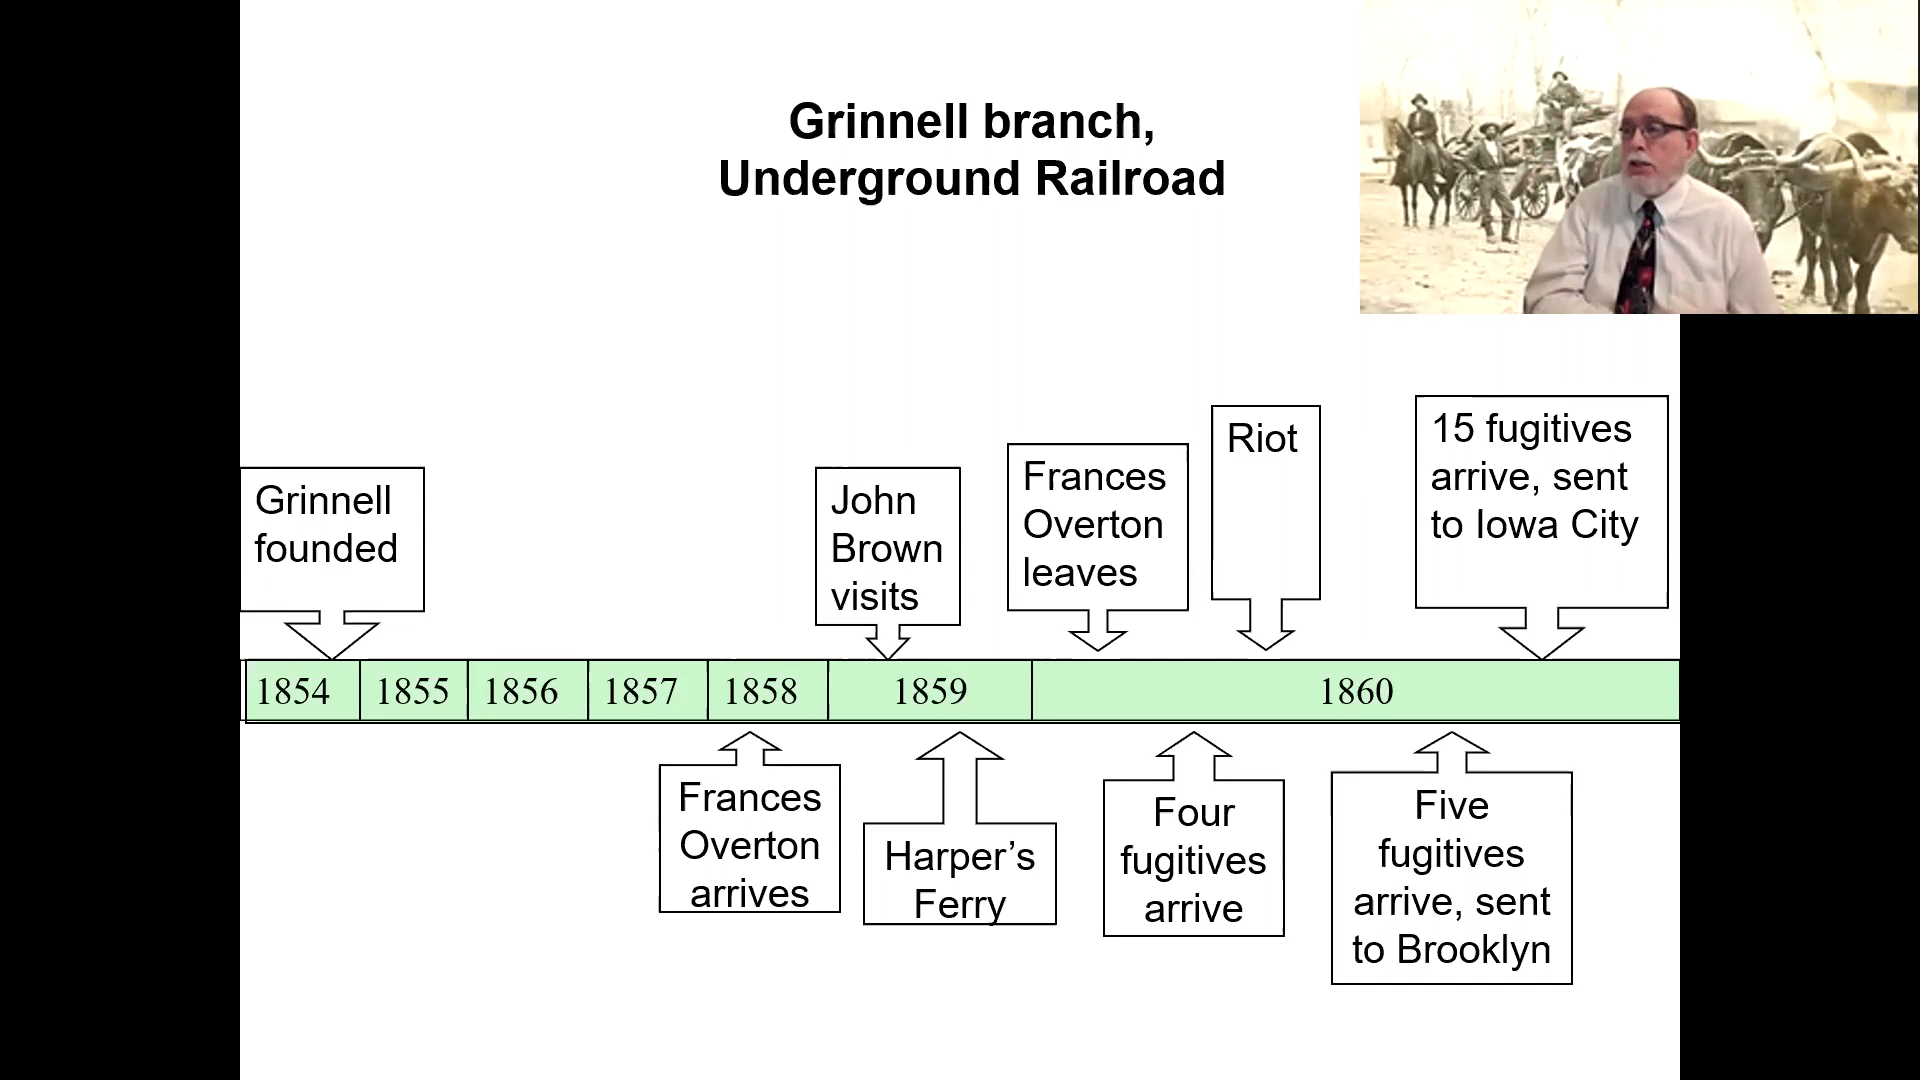 Grinnell branch,
Underground Railroad
Grinnell
founded
John
Brown
visits
Frances
Overton
leaves
Riot
15 fugitives
arrive, sent
to Iowa City
1854
1855
1856
1857
1858
1859
1860
Frances
Overton
arrives
Harper’s
Ferry
Four
fugitives
arrive
Five
fugitives
arrive, sent
to Brooklyn